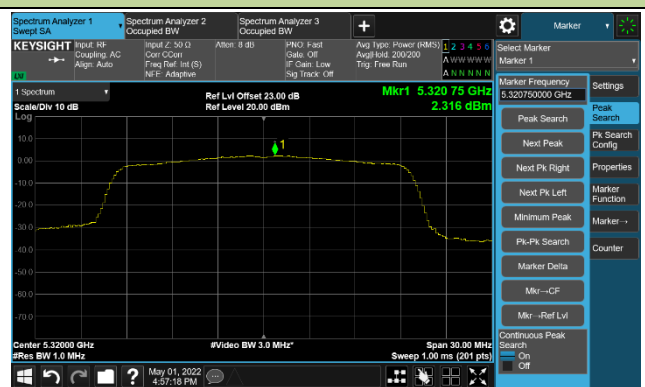 Spectrum Analyzer 1
Swept SA
Spectrum Analyzer 2
Occupied BW
Spectrum Analyzer 3
Occupied BW
Marker
KEYSIGHT
Input: RF
Coupling: AC
Align: Auto
Input Z: 50 Ω
Corr CCorr
Freq Ref: Int (S)
NFE: Adaptive
Atten: 8 dB
PNO: Fast
Gate: Off
IF Gain: Low
Sig Track: Off
Avg Type: Power (RMS)
Avg|Hold: 200/200
Trig: Free Run
1 2 3 4 5 6
A W W W W W
A N N N N N
LV
Select Marker
Marker 1
1 Spectrum
Scale/Div 10 dB
Log
Ref Lvl Offset 23.00 dB
Ref Level 20.00 dBm
Mkr1 5.320 75 GHz
2.316 dBm
1
10.0
0.00
-10.0
-20.0
-30.0
-40.0
-50.0
-60.0
-70.0
Center 5.32000 GHz
#Res BW 1.0 MHz
#Video BW 3.0 MHz*
Span 30.00 MHz
Sweep 1.00 ms (201 pts)
Marker Frequency
5.320750000 GHz
Peak Search
Next Peak
Next Pk Right
Next Pk Left
Minimum Peak
Pk-Pk Search
Marker Delta
Mkr→CF
Mkr→Ref Lvl
Continuous Peak
Search
On
Off
Settings
Peak
Search
Pk Search
Config
Properties
Marker
Function
Marker→
Counter
May 01, 2022
4:57:18 PM